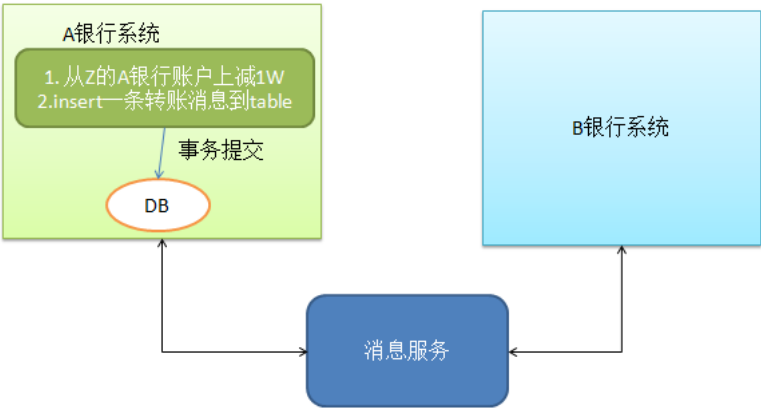 A银行系统
1. 从Z的A银行账户上减1W
2.insert一条转账消息到table
事务提交
DB
B银行系统
消息服务